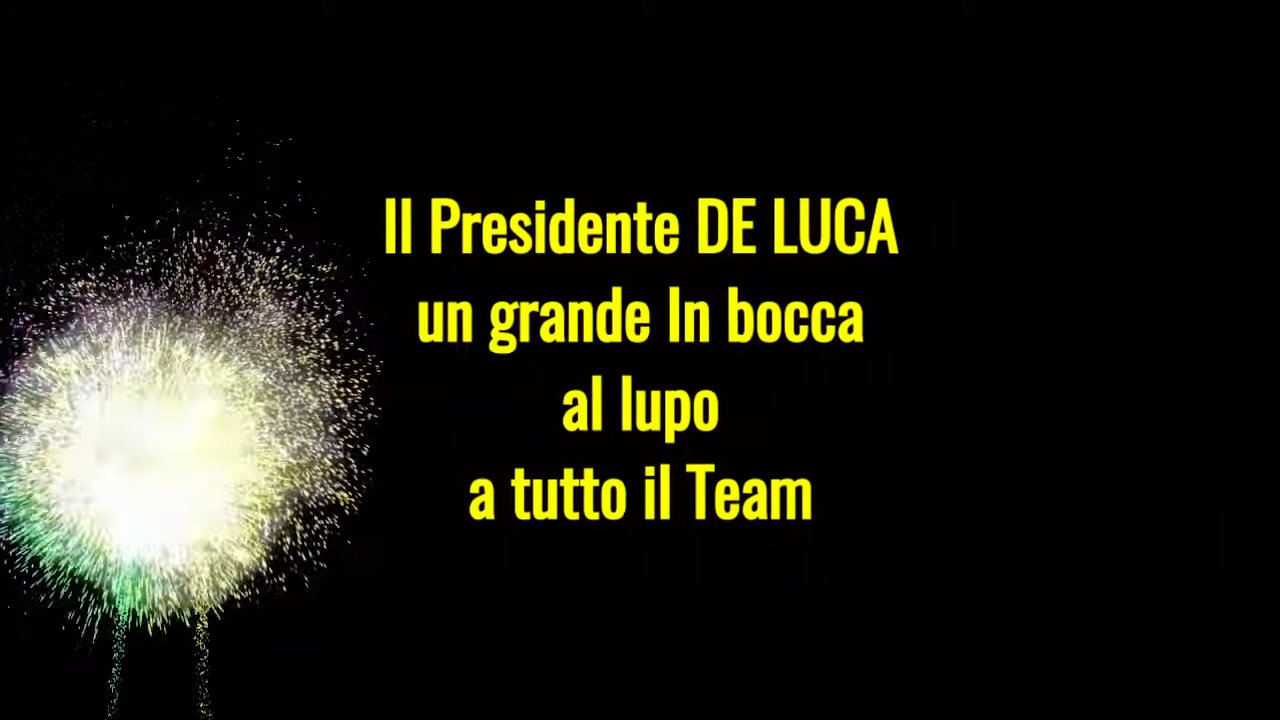 Il Presidente DE LUCA
un grande In bocca
al lupo
a tutto il Team